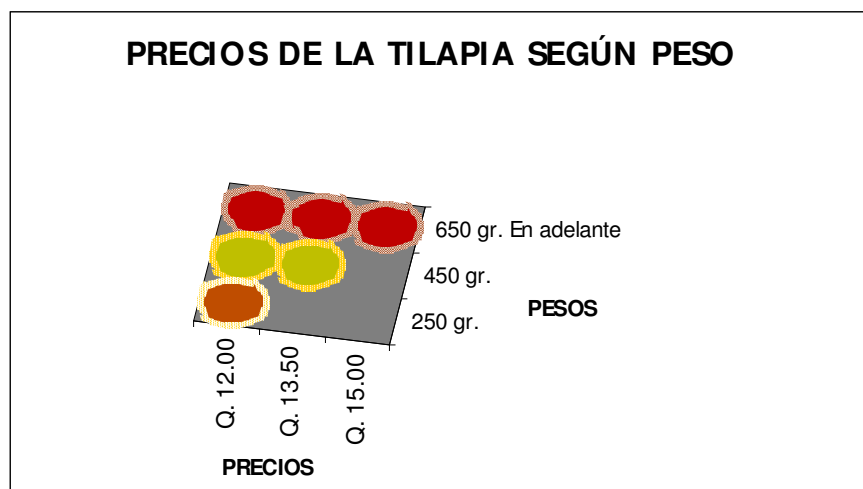 PRECIOS DE LA TILAPIA SEGÚN PESO
650 gr. En adelante
450 gr.
250 gr.
PESOS
Q. 12.00
Q. 13.50
Q. 15.00
PRECIOS